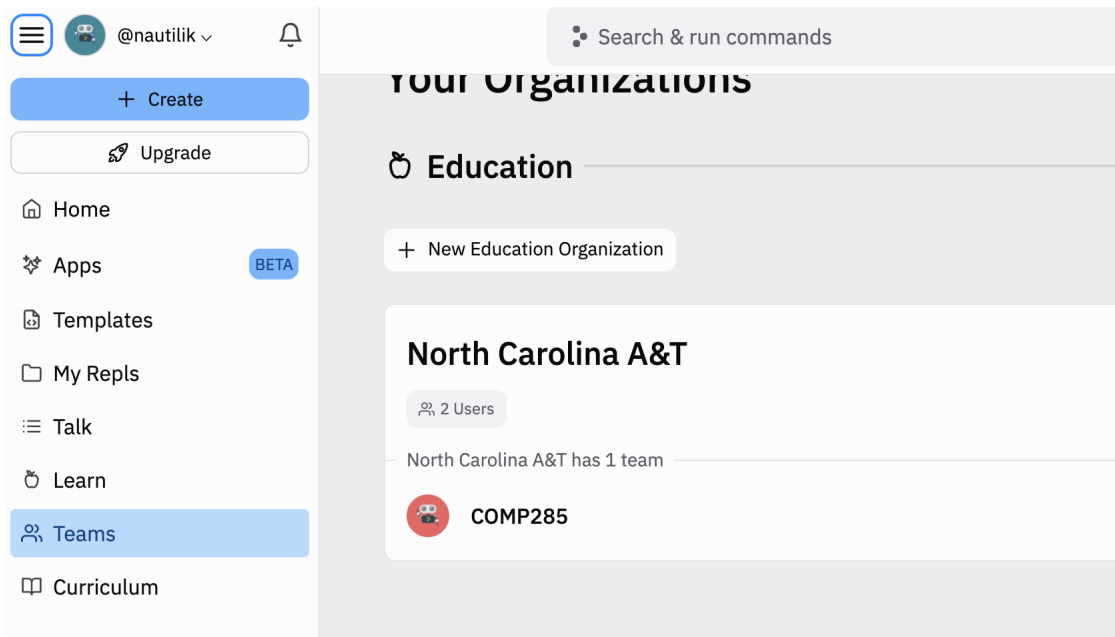 @nautilik
Search & run commands
Create
Upgrade
Home
Apps
BETA
Templates
My Repls
Talk
Learn
Teams
Curriculum
Your Organizations
Education
New Education Organization
North Carolina A&T
2 Users
North Carolina A&T has 1 team
COMP285